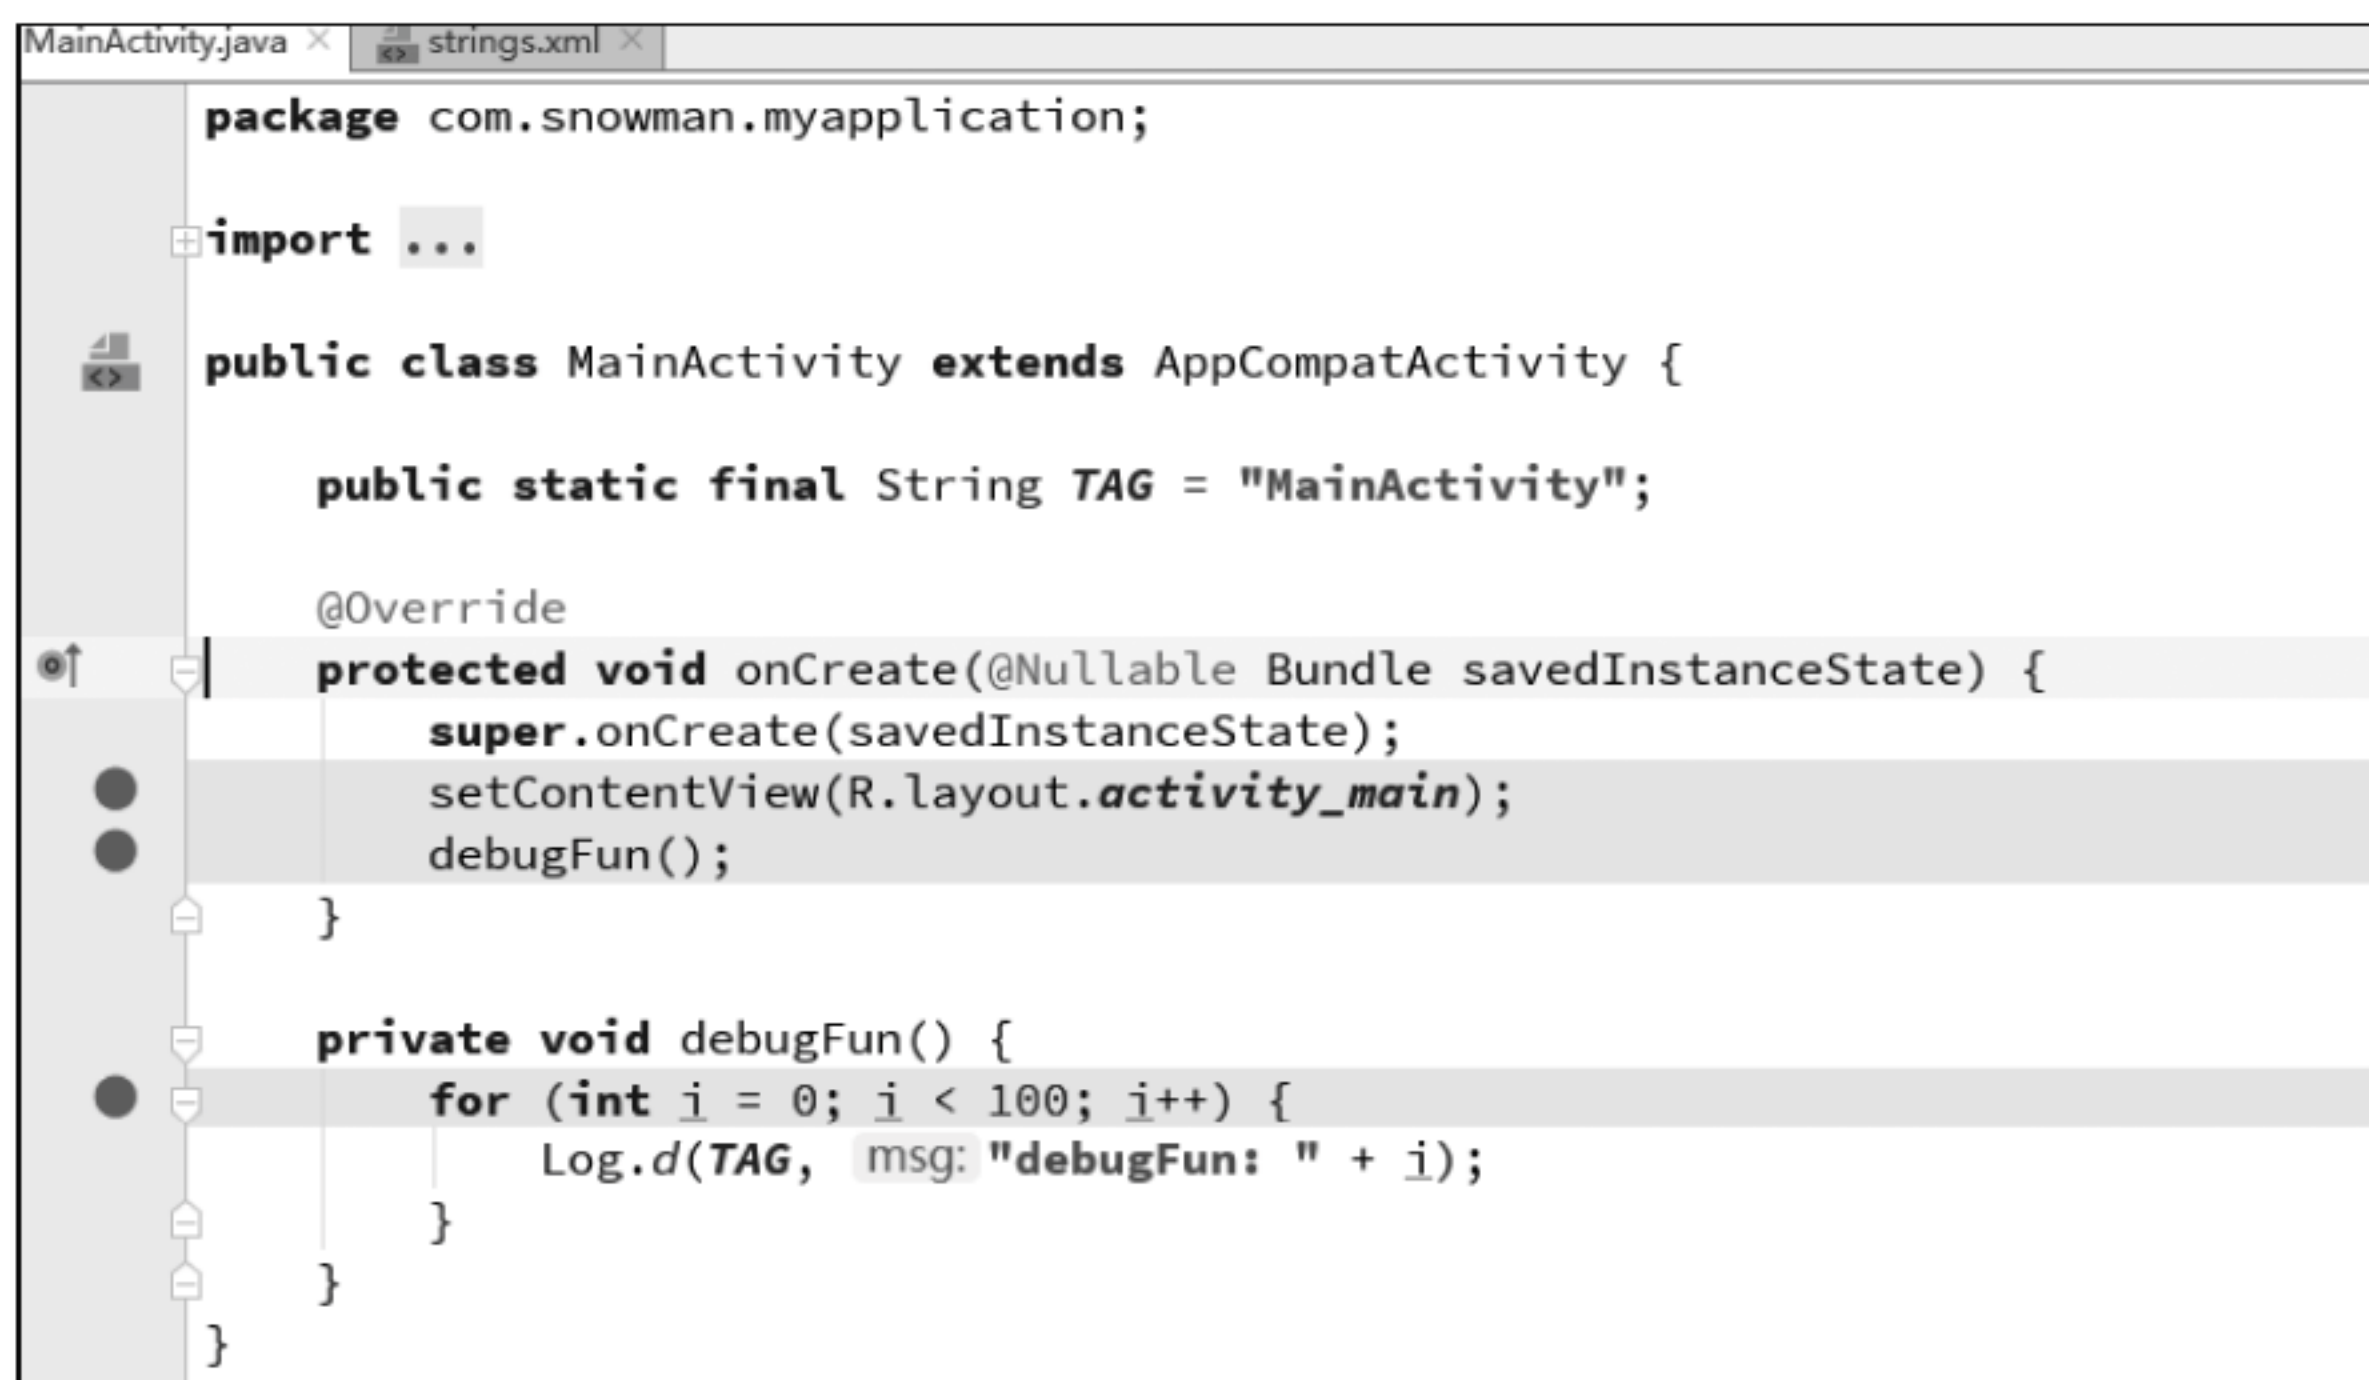 MainActivity.java × strings.xml ×
package com.snowman.myapplication;
import ...
public class MainActivity extends AppCompatActivity {
public static final String TAG = "MainActivity";
@Override
protected void onCreate(@Nullable Bundle savedInstanceState) {
super.onCreate(savedInstanceState);
setContentView(R.layout.activity_main);
debugFun();
}
private void debugFun() {
for (int i = 0; i < 100; i++) {
Log.d(TAG, msg: "debugFun: " + i);
}
}
}